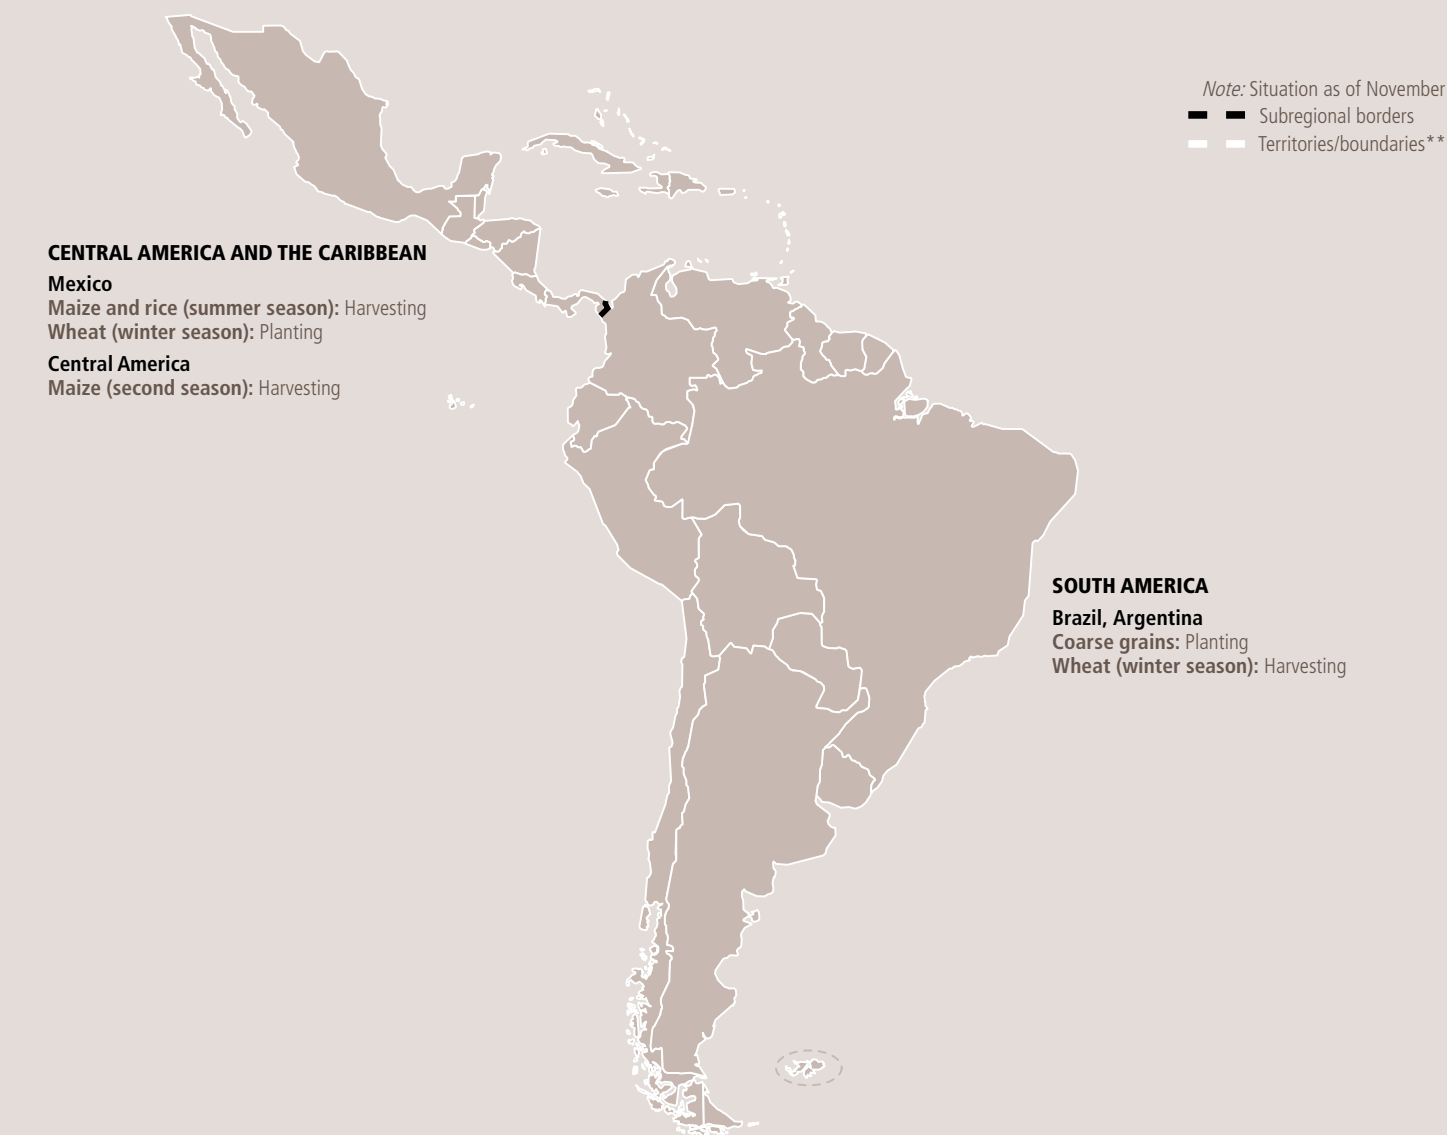 Note: Situation as of November
Subregional borders
Territories/boundaries**
CENTRAL AMERICA AND THE CARIBBEAN
Mexico
Maize and rice (summer season): Harvesting
Wheat (winter season): Planting
Central America
Maize (second season): Harvesting
SOUTH AMERICA
Brazil, Argentina
Coarse grains: Planting
Wheat (winter season): Harvesting